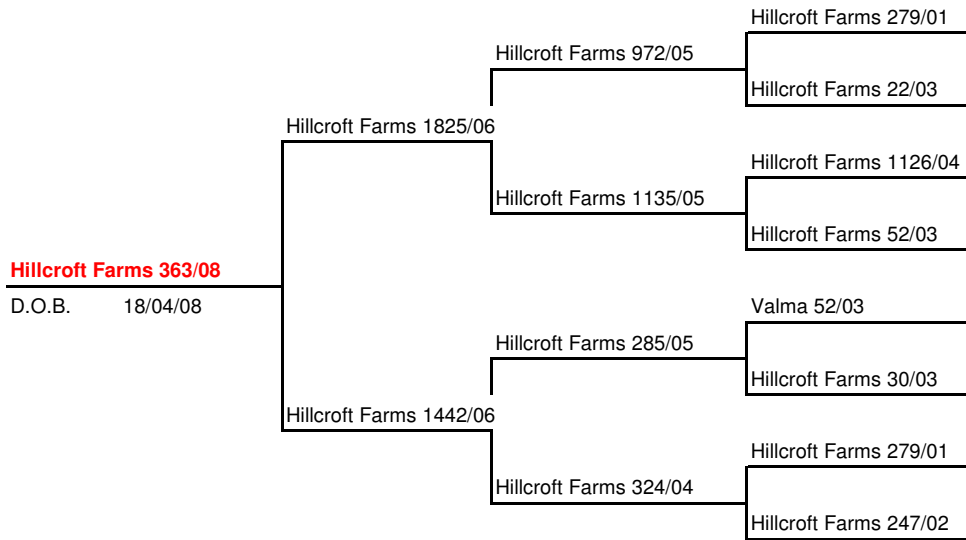 Hillcroft Farms 279/01
Hillcroft Farms 972/05
Hillcroft Farms 22/03
Hillcroft Farms 1825/06
Hillcroft Farms 1126/04
Hillcroft Farms 1135/05
Hillcroft Farms 52/03
Hillcroft Farms 363/08
D.O.B. 18/04/08
Valma 52/03
Hillcroft Farms 285/05
Hillcroft Farms 30/03
Hillcroft Farms 1442/06
Hillcroft Farms 279/01
Hillcroft Farms 324/04
Hillcroft Farms 247/02